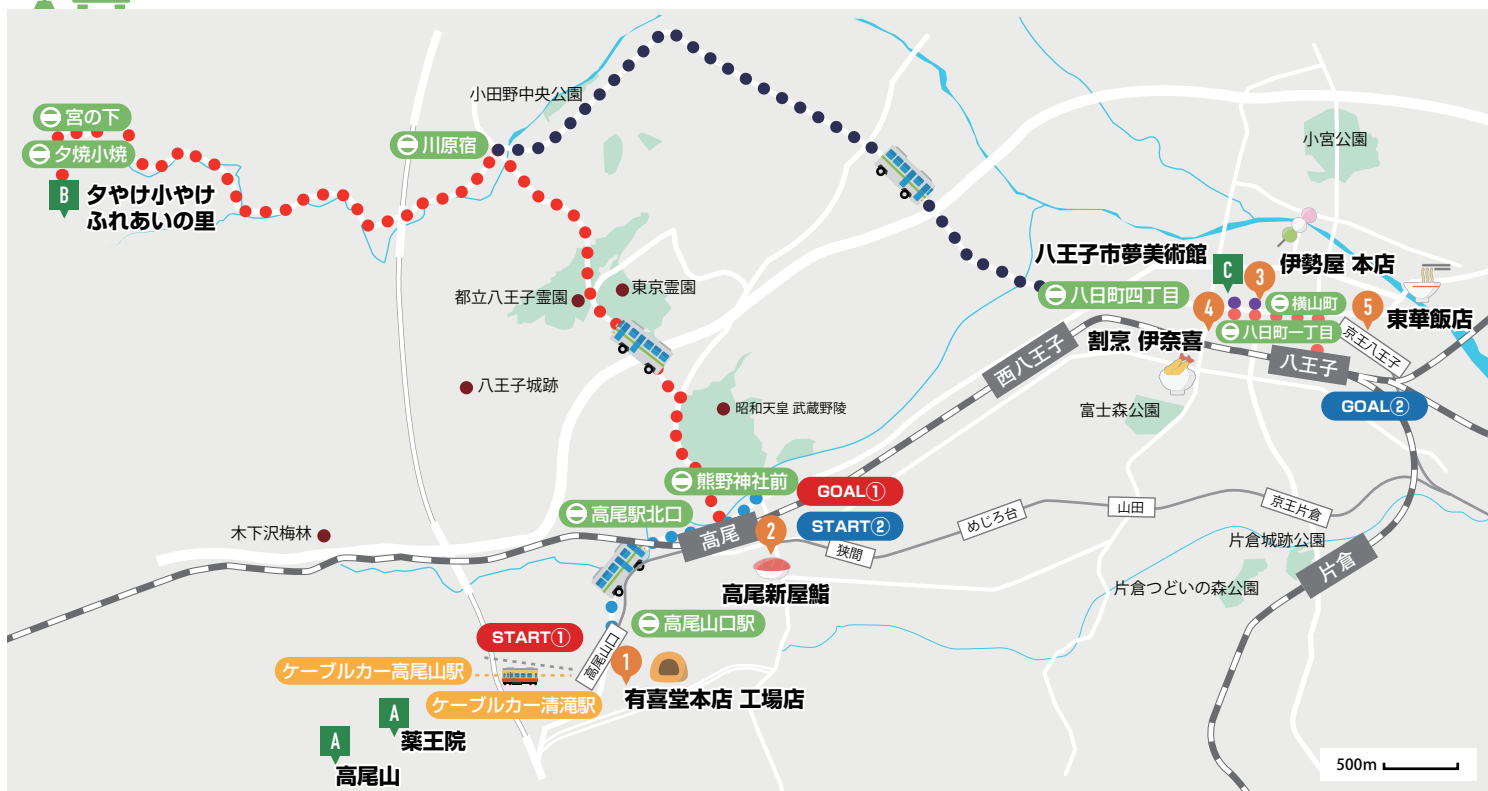 小田野中央公園
宮の下
夕焼小焼
川原宿
小宮公園
B
夕やけ小やけ
ふれあいの里
八王子市夢美術館
C
3
伊勢屋 本店
都立八王子霊園
東京霊園
八日町四丁目
4
横山町
5
東華飯店
八日町一丁目
京王八王子
割烹 伊奈喜
西八王子
八王子
八王子城跡
昭和天皇 武蔵野陵
富士森公園
GOAL②
熊野神社前
GOAL①
高尾駅北口
START②
木下沢梅林
高尾
2
狭間
めじろ台
山田
京王片倉
片倉城跡公園
片倉
片倉つどいの森公園
高尾新屋鮨
高尾山口駅
START①
高尾山口
1
ケーブルカー高尾山駅
ケーブルカー清滝駅
有喜堂本店 工場店
A
薬王院
A
高尾山
500m